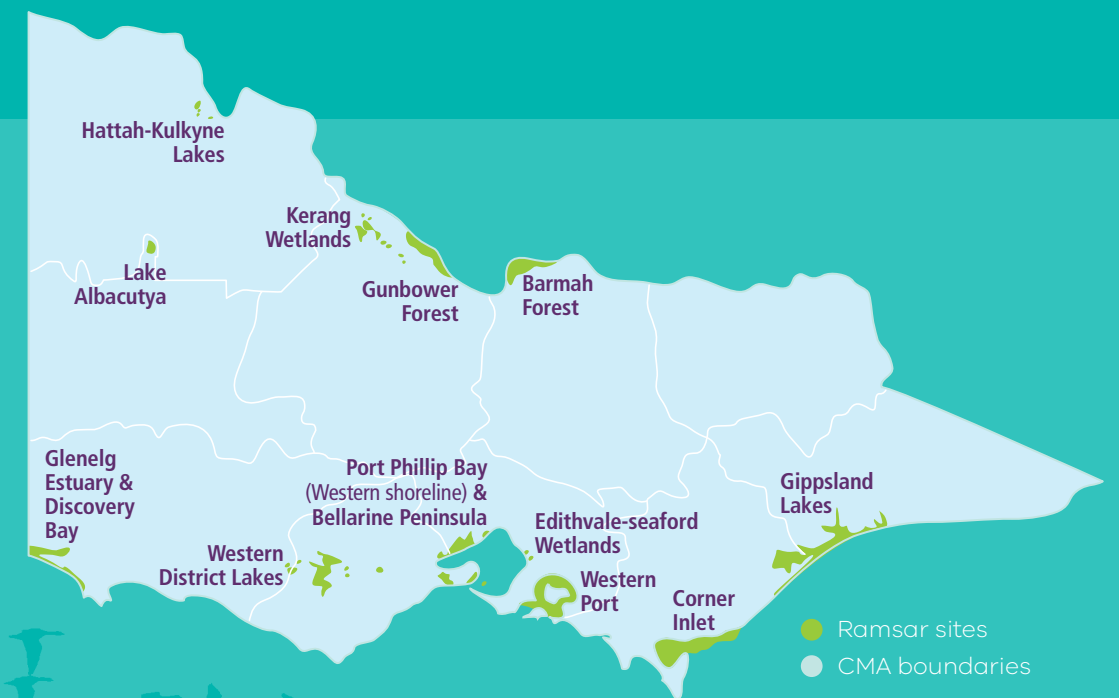 Hattah-Kulkyne
Lakes
Kerang
Wetlands
Lake
Albacutya
Gunbower
Forest
Barmah
Forest
Glenelg
Estuary &
Discovery
Bay
Port Phillip Bay
(Western shoreline) &
Bellarine Peninsula
Western
District Lakes
Edithvale-seaford
Wetlands
Western
Port
Corner
Inlet
Gippsland
Lakes
Ramsar sites
CMA boundaries